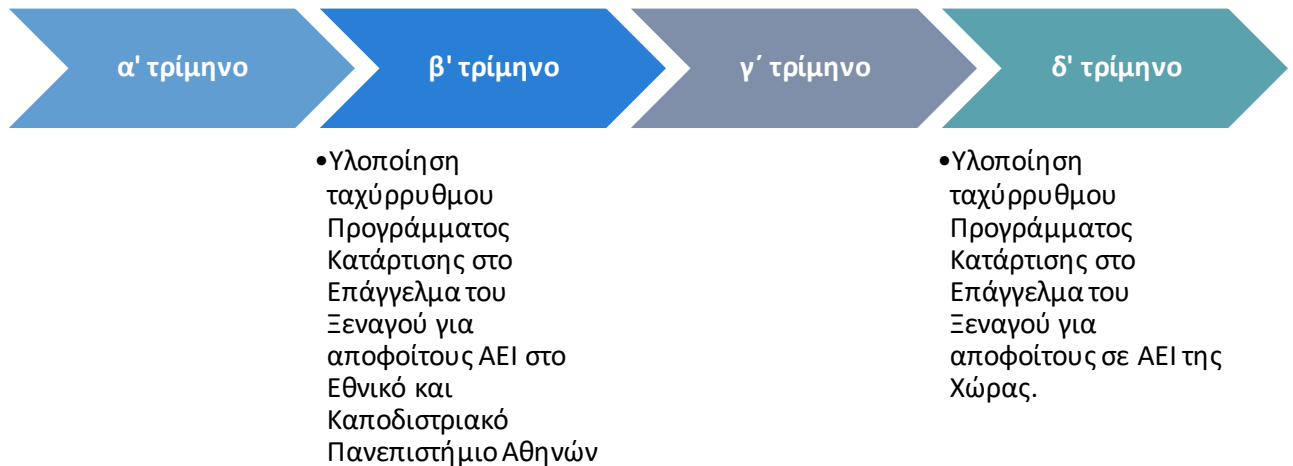 α' τρίμηνο
β' τρίμηνο
γ΄ τρίμηνο
δ' τρίμηνο
•Υλοποίηση
ταχύρρυθμου
Προγράμματος
Κατάρτισης στο
Επάγγελμα του
Ξεναγού για
αποφοίτους ΑΕΙ στο
Εθνικό και
Καποδιστριακό
Πανεπιστήμιο Αθηνών
•Υλοποίηση
ταχύρρυθμου
Προγράμματος
Κατάρτισης στο
Επάγγελμα του
Ξεναγού για
αποφοίτους σε ΑΕΙ της
Χώρας.